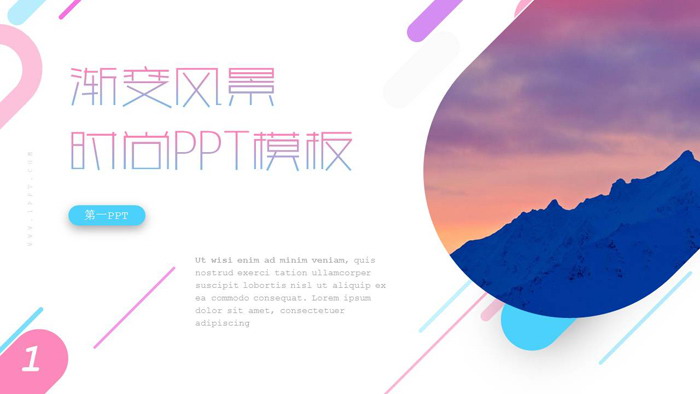 渐变风景
时尚PPT模板
第一PPT
Ut wisi enim ad minim veniam, quis
nostrud exerci tation ullamcorper
suscipit lobortis nisl ut aliquip ex
ea commodo consequat. Lorem ipsum
dolor sit amet, consectetuer
adipiscing
1